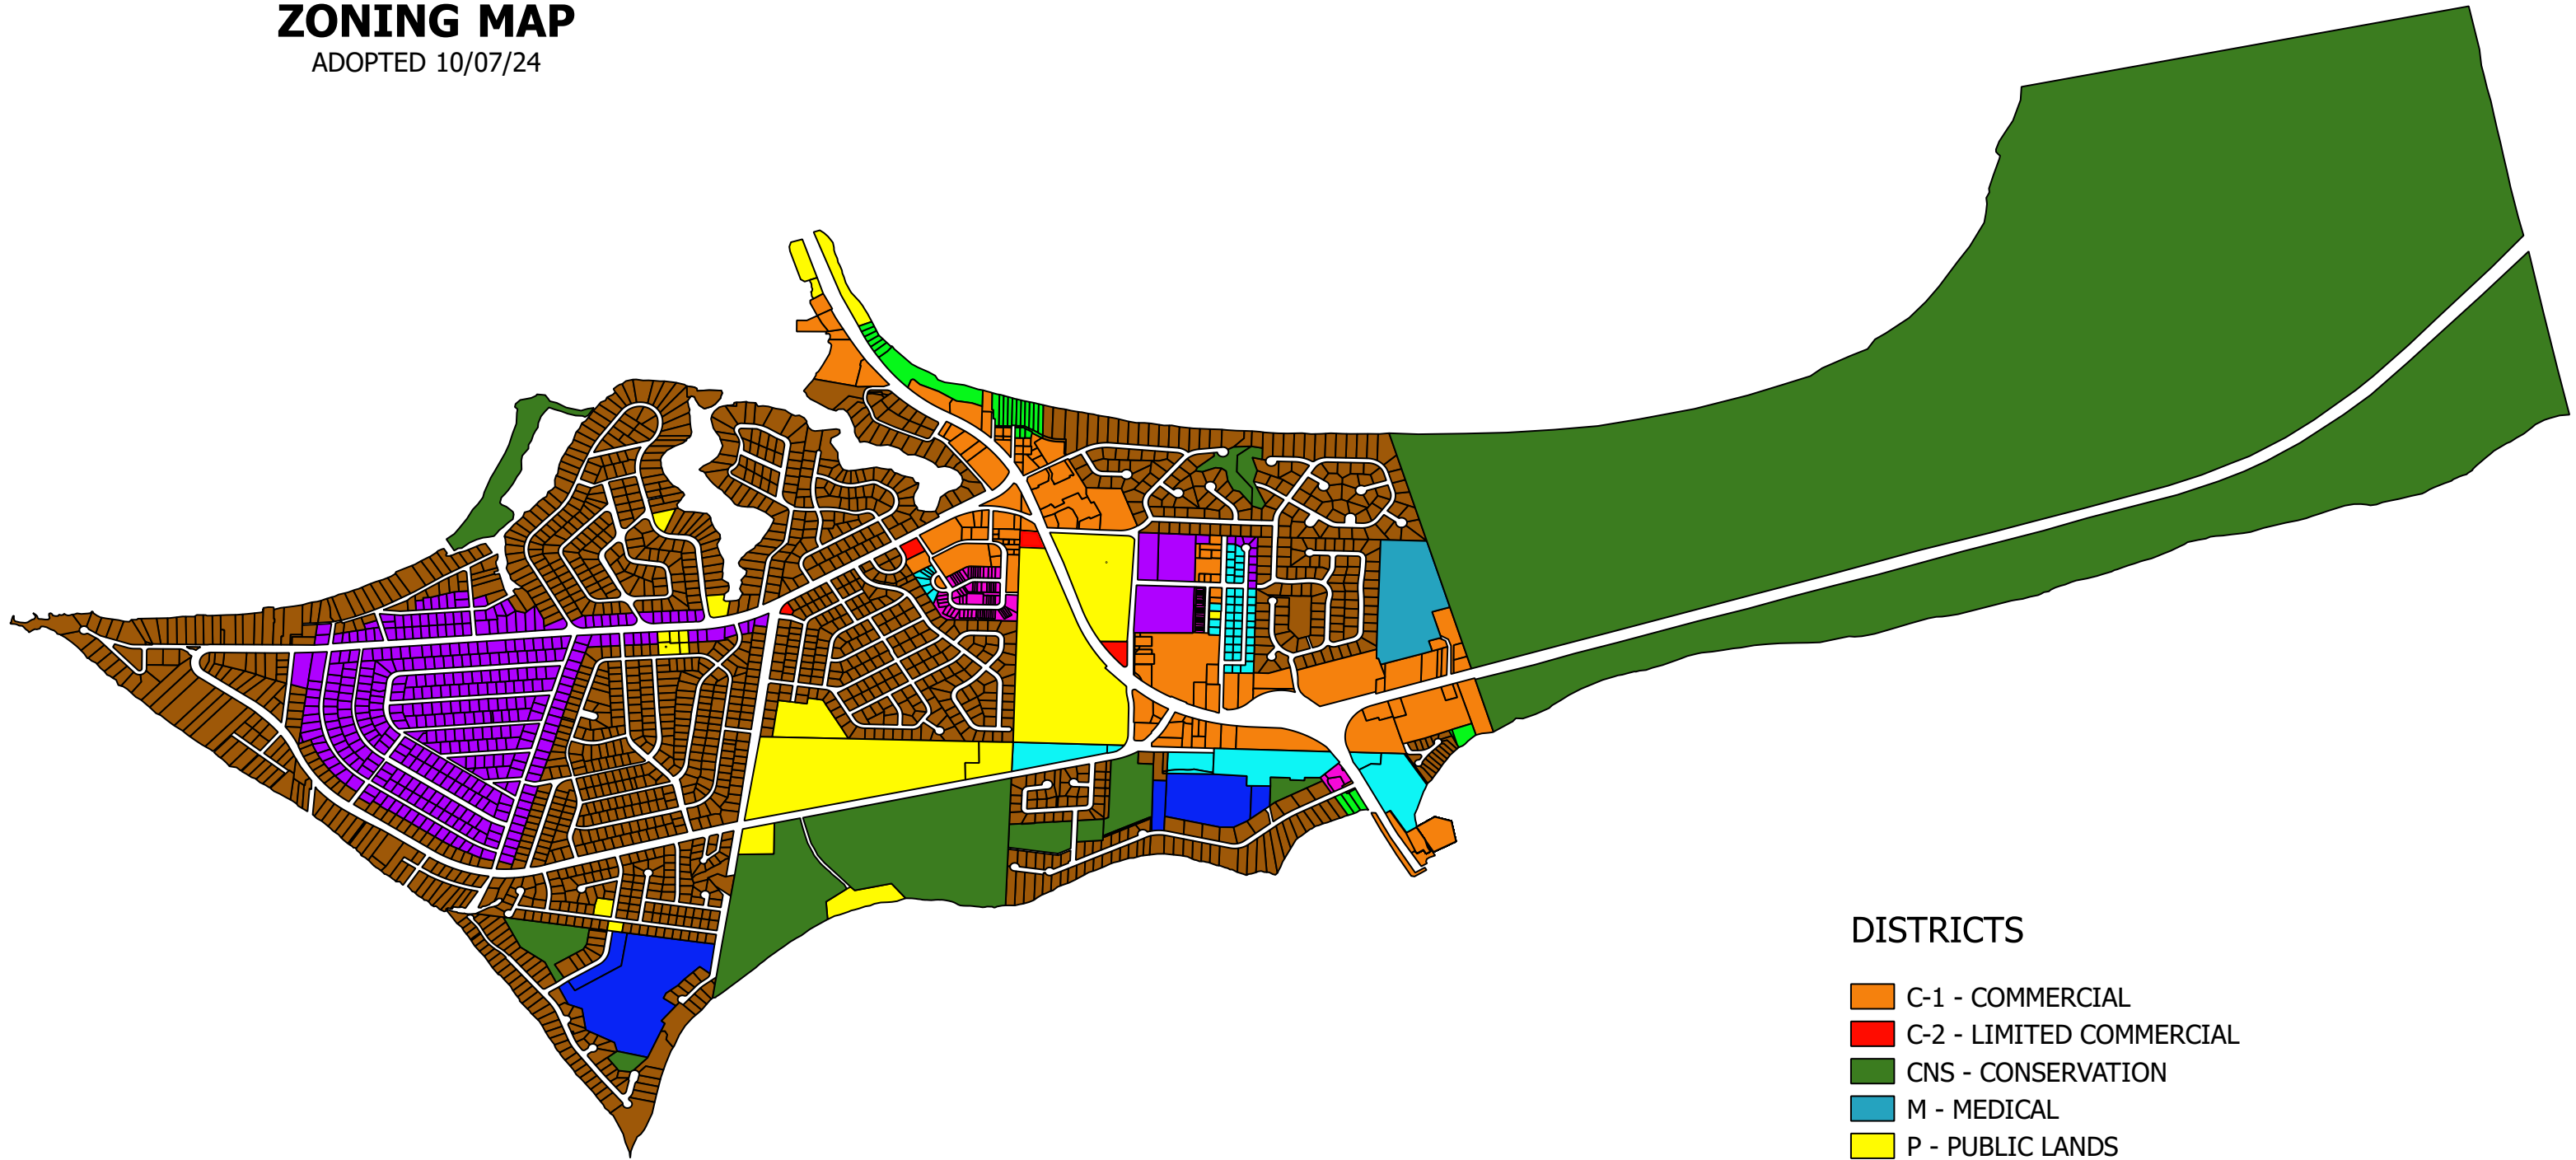 ZONING MAP
ADOPTED 10/07/24
DISTRICTS
C-1 - COMMERCIAL
C-2 - LIMITED COMMERCIAL
CNS - CONSERVATION
M - MEDICAL
P - PUBLIC LANDS